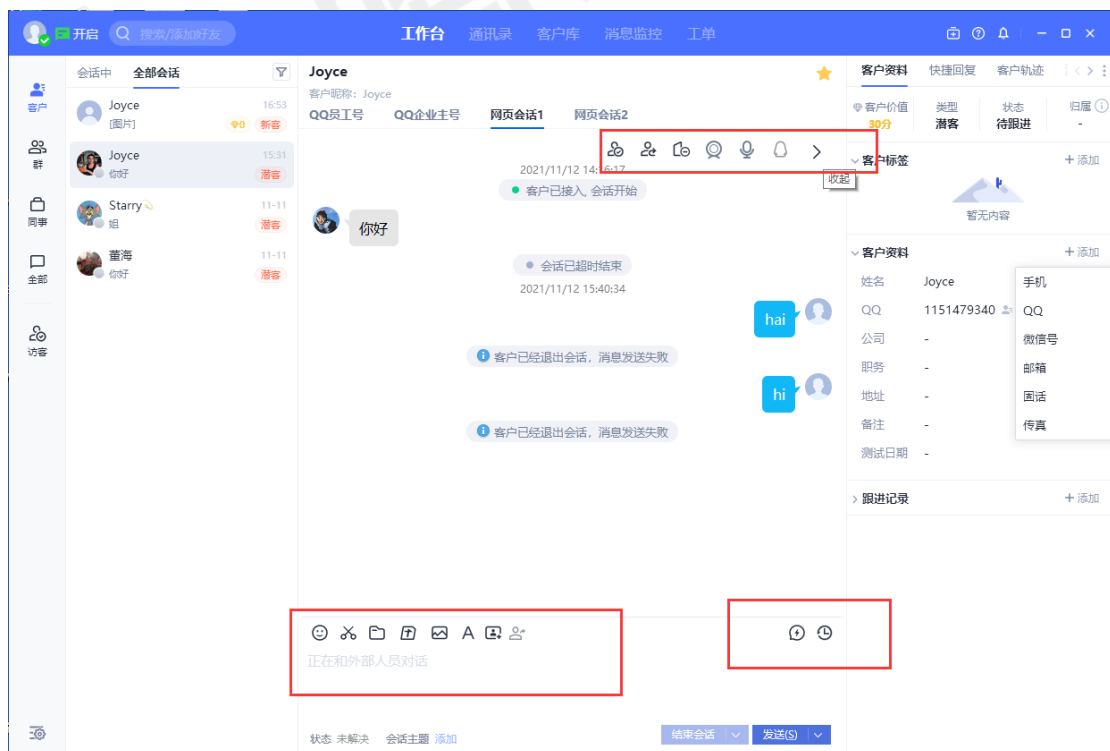 开启 搜索/添加好友 工作台 通讯录 客户库 消息监控 工单
客户
群
同事
全部
访客
会话中 全部会话
Joyce 16:53
[图片] 0 新客
Joyce 15:31
你好 潜客
Starry 11-11
姐 潜客
董海 11-11
你好 潜客
Joyce
客户昵称: Joyce
QQ员工号 QQ企业主号 网页会话1 网页会话2
收起
客户已接入, 会话开始
你好
会话已超时结束
2021/11/12 15:40:34
hai
客户已经退出会话, 消息发送失败
hi
客户已经退出会话, 消息发送失败
正在和外部人员对话
状态 未解决 会话主题 添加 结束会话 发送(S)
客户资料 快捷回复 客户轨迹
客户价值 类型 状态 归属
30分 潜客 待跟进 -
客户标签 + 添加
暂无内容
客户资料 + 添加
姓名 Joyce
QQ 1151479340
公司 -
职务 -
地址 -
备注 -
测试日期 -
手机
QQ
微信号
邮箱
固话
传真
跟进记录 + 添加